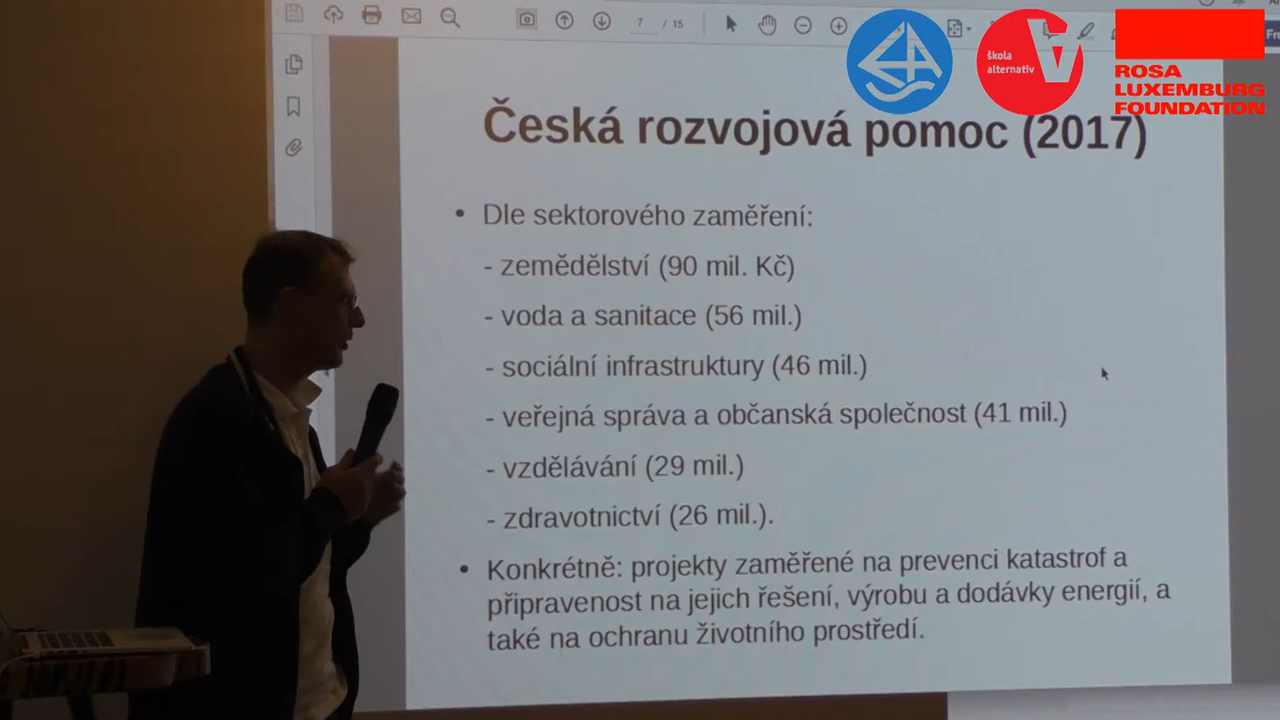 7 / 15
škola
alternativ
ROSA
LUXEMBURG
FOUNDATION
Česká rozvojová pomoc (2017)
• Dle sektorového zaměření:
- zemědělství (90 mil. Kč)
- voda a sanitace (56 mil.)
- sociální infrastruktury (46 mil.)
- veřejná správa a občanská společnost (41 mil.)
- vzdělávání (29 mil.)
- zdravotnictví (26 mil.).
• Konkrétně: projekty zaměřené na prevenci katastrof a
připravenost na jejich řešení, výrobu a dodávky energií, a
také na ochranu životního prostředí.